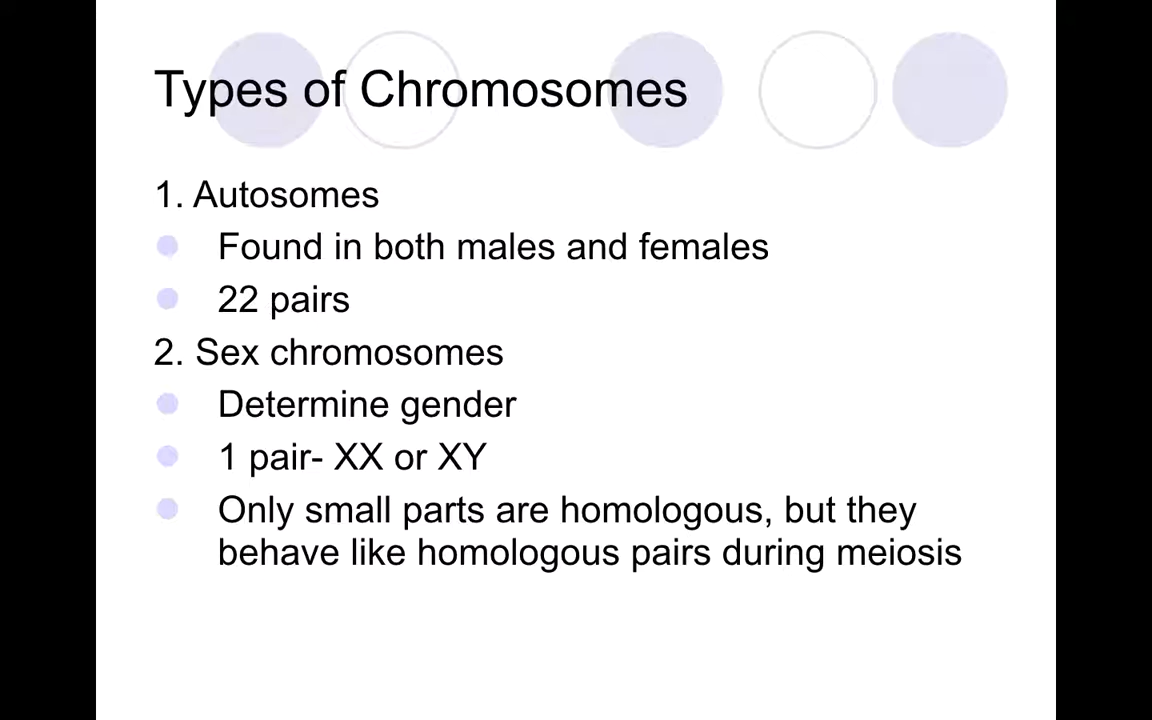 Types of Chromosomes
1. Autosomes
Found in both males and females
22 pairs
2. Sex chromosomes
Determine gender
1 pair- XX or XY
Only small parts are homologous, but they
behave like homologous pairs during meiosis